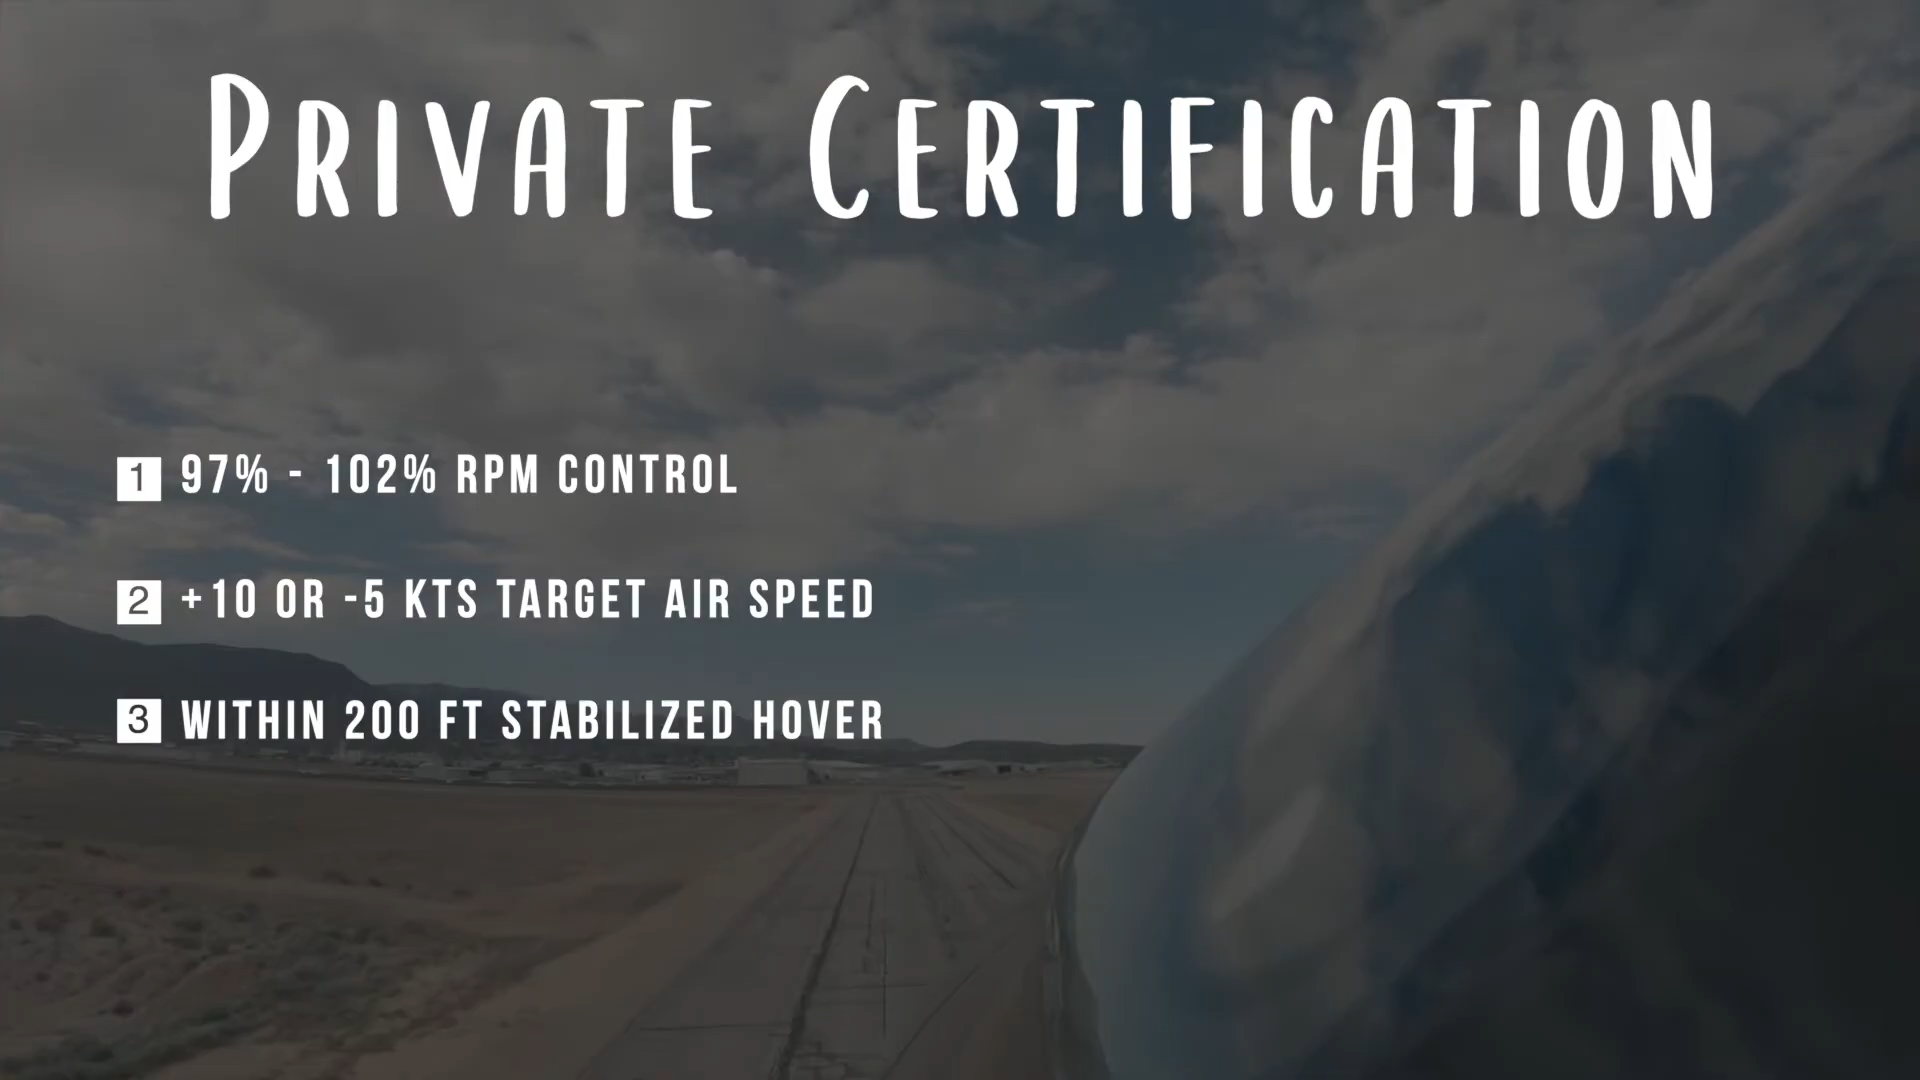 Private Certification
1 97% - 102% RPM CONTROL
2 +10 OR -5 KTS TARGET AIR SPEED
3 WITHIN 200 FT STABILIZED HOVER